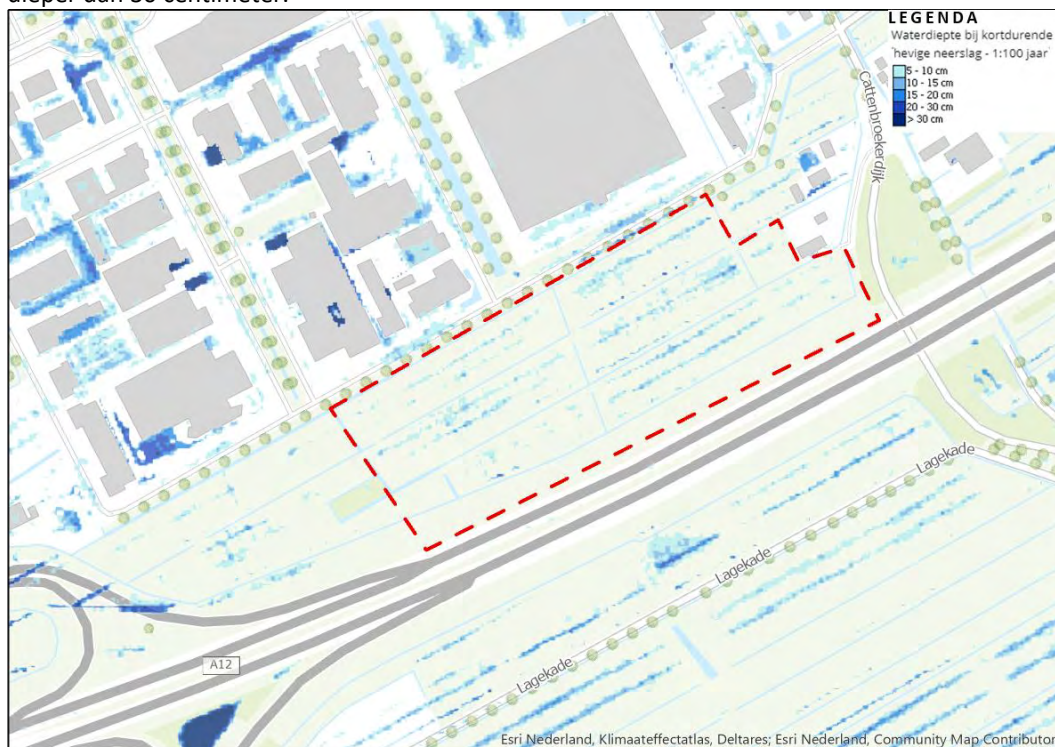 dieper dan 30 centimeter.
LEGENDA
Waterdiepte bij kortdurende
hevige neerslag - 1:100 jaar
5 - 10 cm
10 - 15 cm
15 - 20 cm
20 - 30 cm
> 30 cm
Cattenbroekerdijk
Lagekade
Lagekade
Lagekade
A12
Esri Nederland, Klimaateffectatlas, Deltares; Esri Nederland, Community Map Contributor